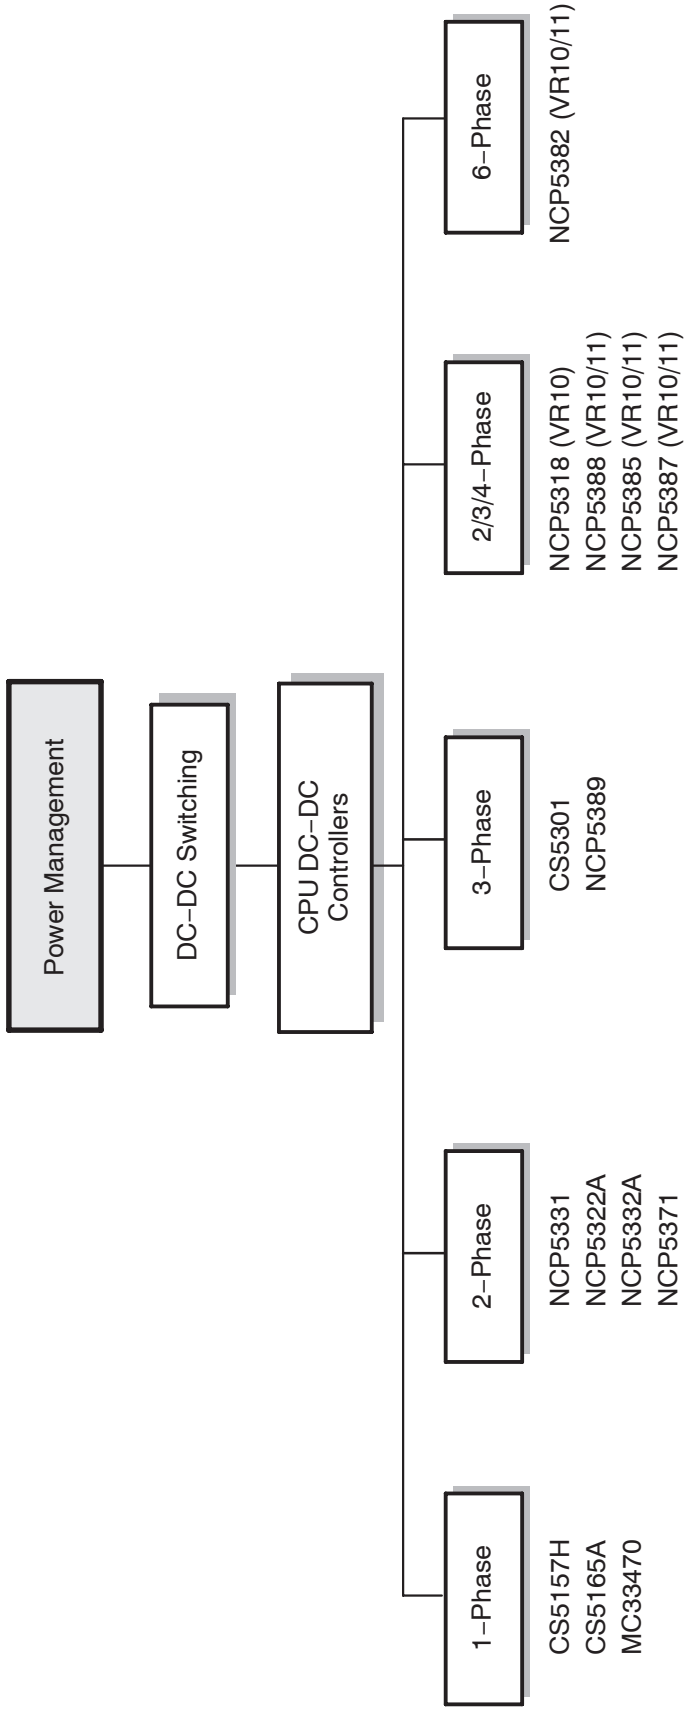 Power Management
DC–DC Switching
CPU DC–DC
Controllers
1–Phase
CS5157H
CS5165A
MC33470
2–Phase
NCP5331
NCP5322A
NCP5332A
NCP5371
3–Phase
CS5301
NCP5389
2/3/4–Phase
NCP5318 (VR10)
NCP5388 (VR10/11)
NCP5385 (VR10/11)
NCP5387 (VR10/11)
6–Phase
NCP5382 (VR10/11)